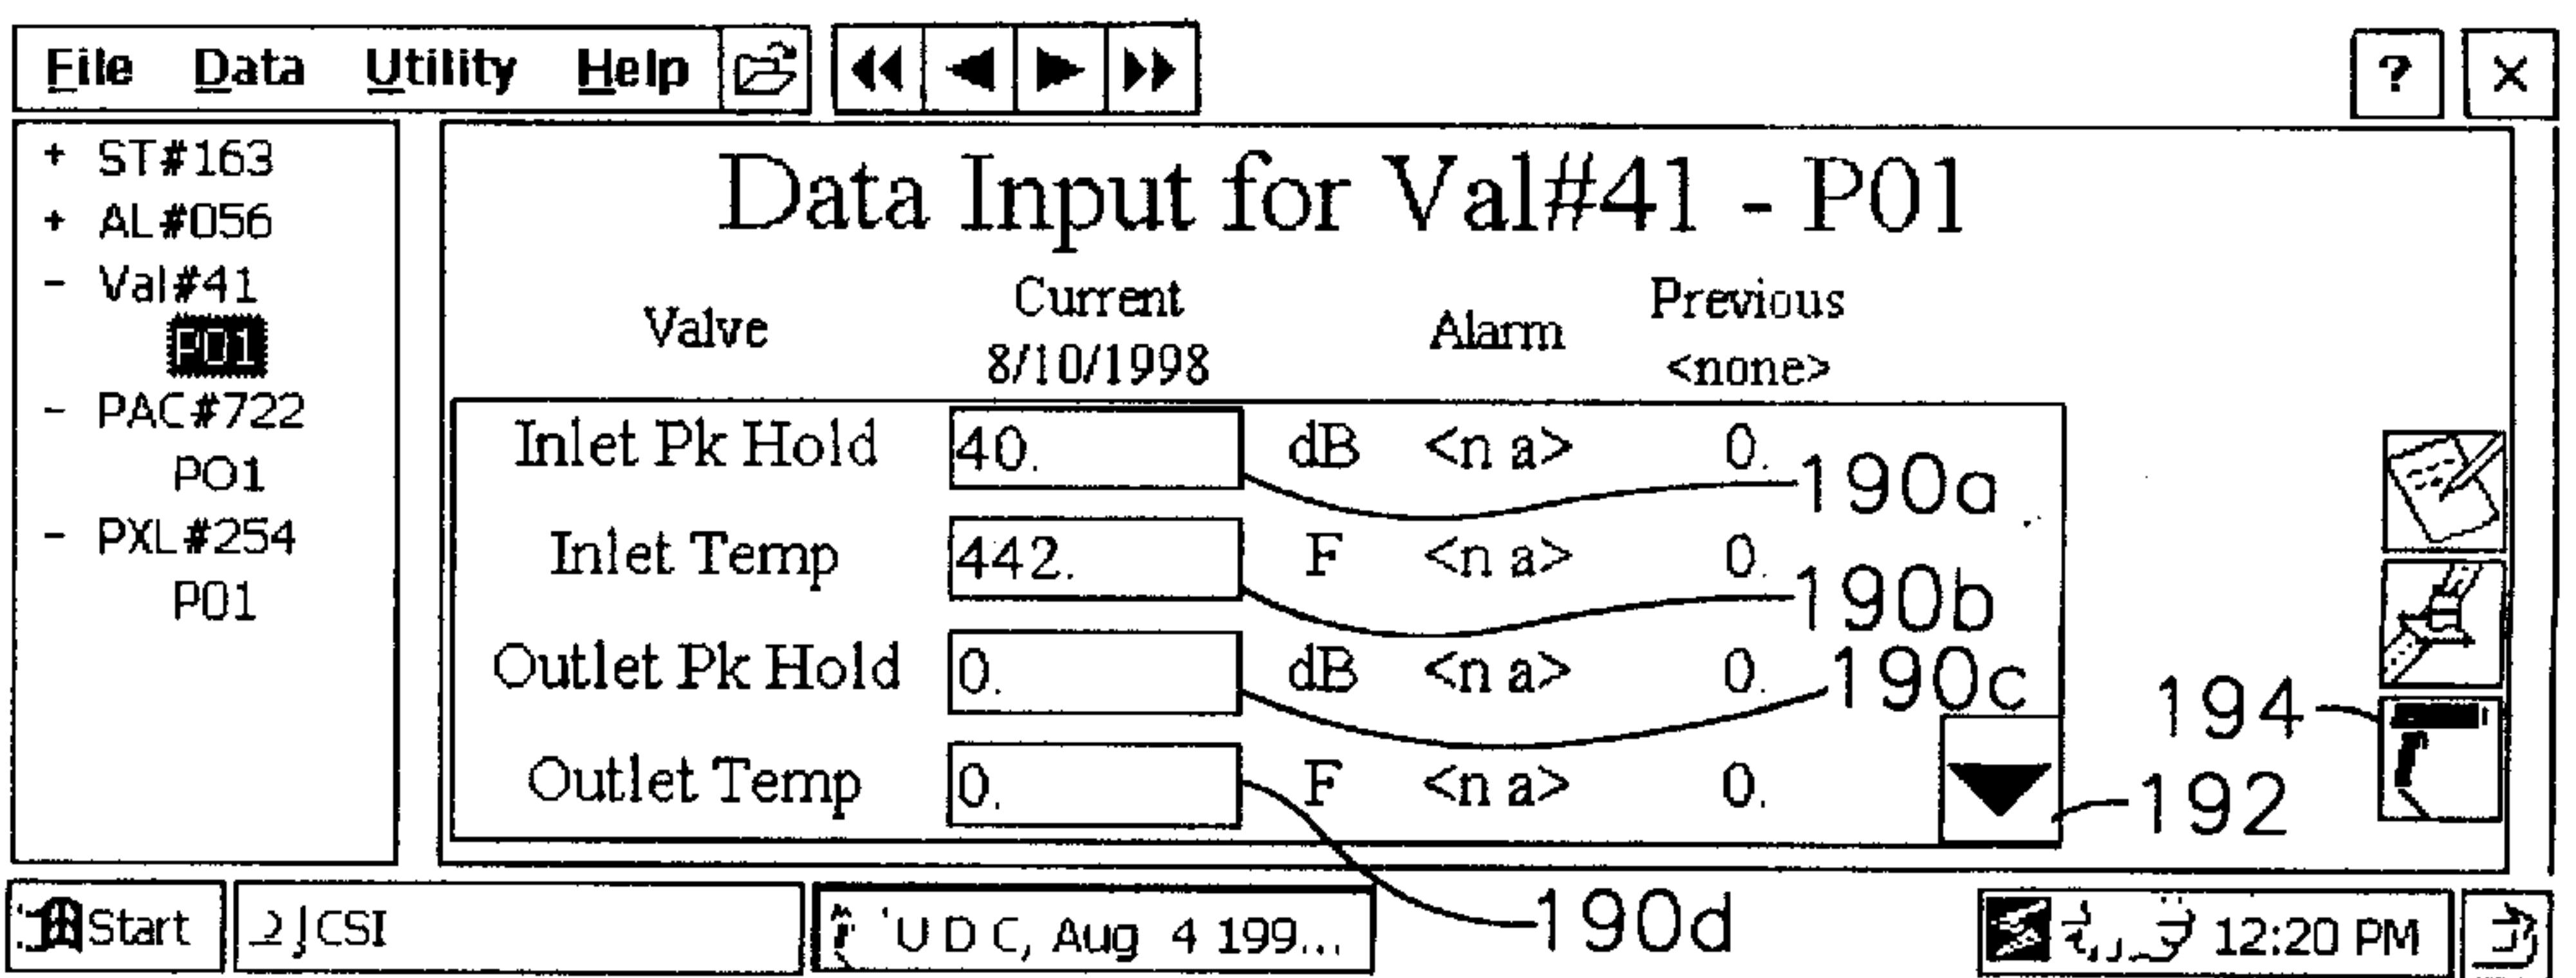 File Data Utility Help
? ×
+ ST#163
+ AL#056
- Val#41
P01
- PAC#722
PO1
- PXL#254
P01
Data Input for Val#41 - P01
Valve Current 8/10/1998 Alarm Previous <none>
Inlet Pk Hold 40. dB <n a> 0. 190a
Inlet Temp 442. F <n a> 0. 190b
Outlet Pk Hold 0. dB <n a> 0. 190c
Outlet Temp 0. F <n a> 0.
194
192
190d
Start CSI 'U D C, Aug 4 199... 12:20 PM